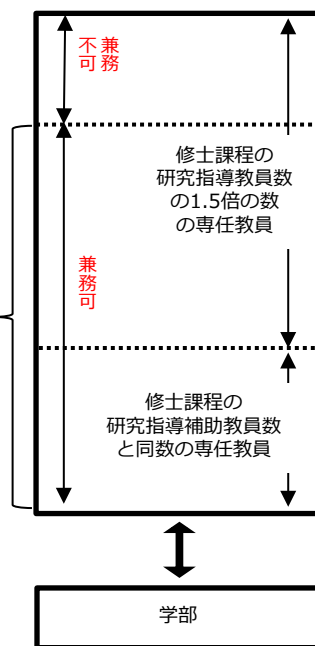 兼務
不可
修士課程の
研究指導教員数
の1.5倍の数
の専任教員
兼務可
修士課程の
研究指導補助教員数
と同数の専任教員
学部